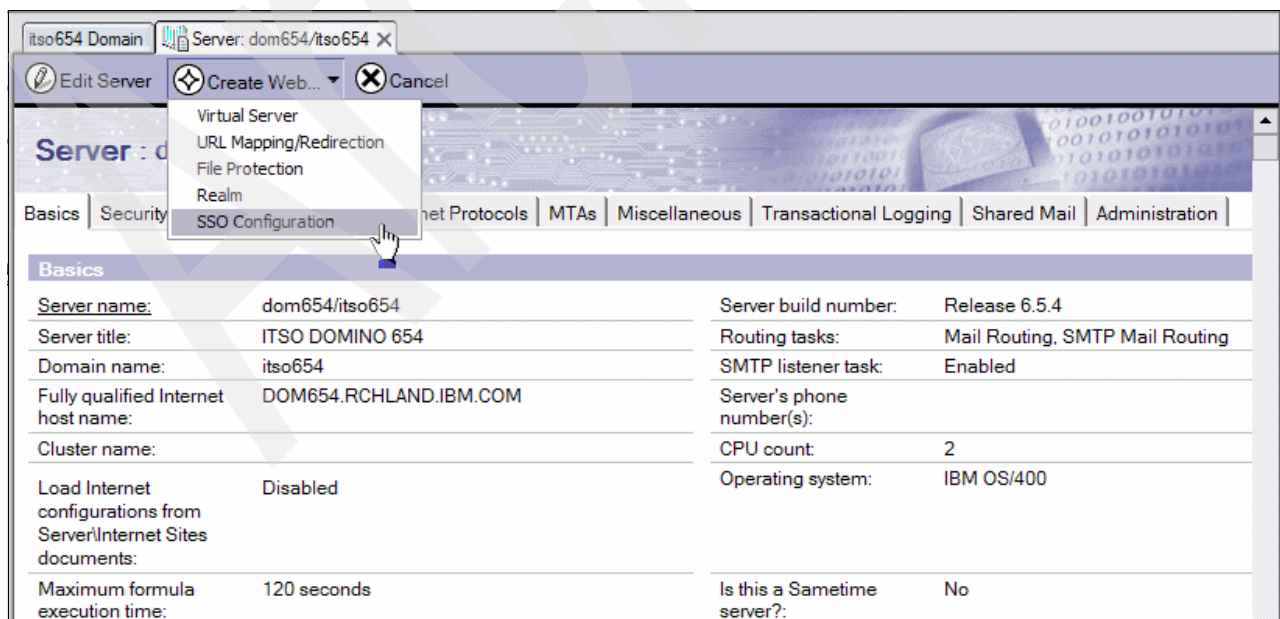 itso654 Domain Server: dom654/itso654
Edit Server Create Web... Cancel
Virtual Server
URL Mapping/Redirection
File Protection
Realm
SSO Configuration
Server : d
Basics Security net Protocols MTAs Miscellaneous Transactional Logging Shared Mail Administration
Basics
Server name: dom654/itso654 Server build number: Release 6.5.4
Server title: ITSO DOMINO 654 Routing tasks: Mail Routing, SMTP Mail Routing
Domain name: itso654 SMTP listener task: Enabled
Fully qualified Internet DOM654.RCHLAND.IBM.COM Server's phone
host name: number(s):
Cluster name: CPU count: 2
Load Internet Disabled Operating system: IBM OS/400
configurations from
Server\Internet Sites
documents:
Maximum formula 120 seconds Is this a Sametime No
execution time: server?: